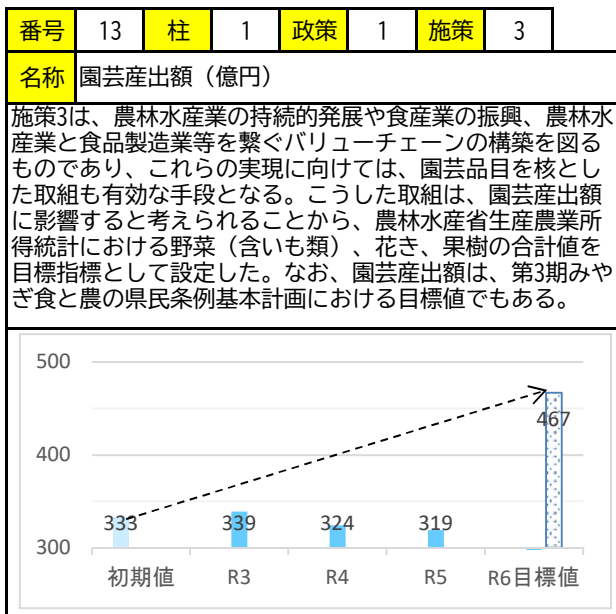 番号 13 柱 1 政策 1 施策 3
名称 園芸産出額（億円）
施策3は、農林水産業の持続的発展や食産業の振興、農林水
産業と食品製造業等を繋ぐバリューチェーンの構築を図る
ものであり、これらの実現に向けては、園芸品目を核とし
た取組も有効な手段となる。こうした取組は、園芸産出額
に影響すると考えられることから、農林水産省生産農業所
得統計における野菜（含いも類）、花き、果樹の合計値を
目標指標として設定した。なお、園芸産出額は、第3期みや
ぎ食と農の県民条例基本計画における目標値でもある。
500
467
400
333 339 324 319
300
初期値 R3 R4 R5 R6目標値